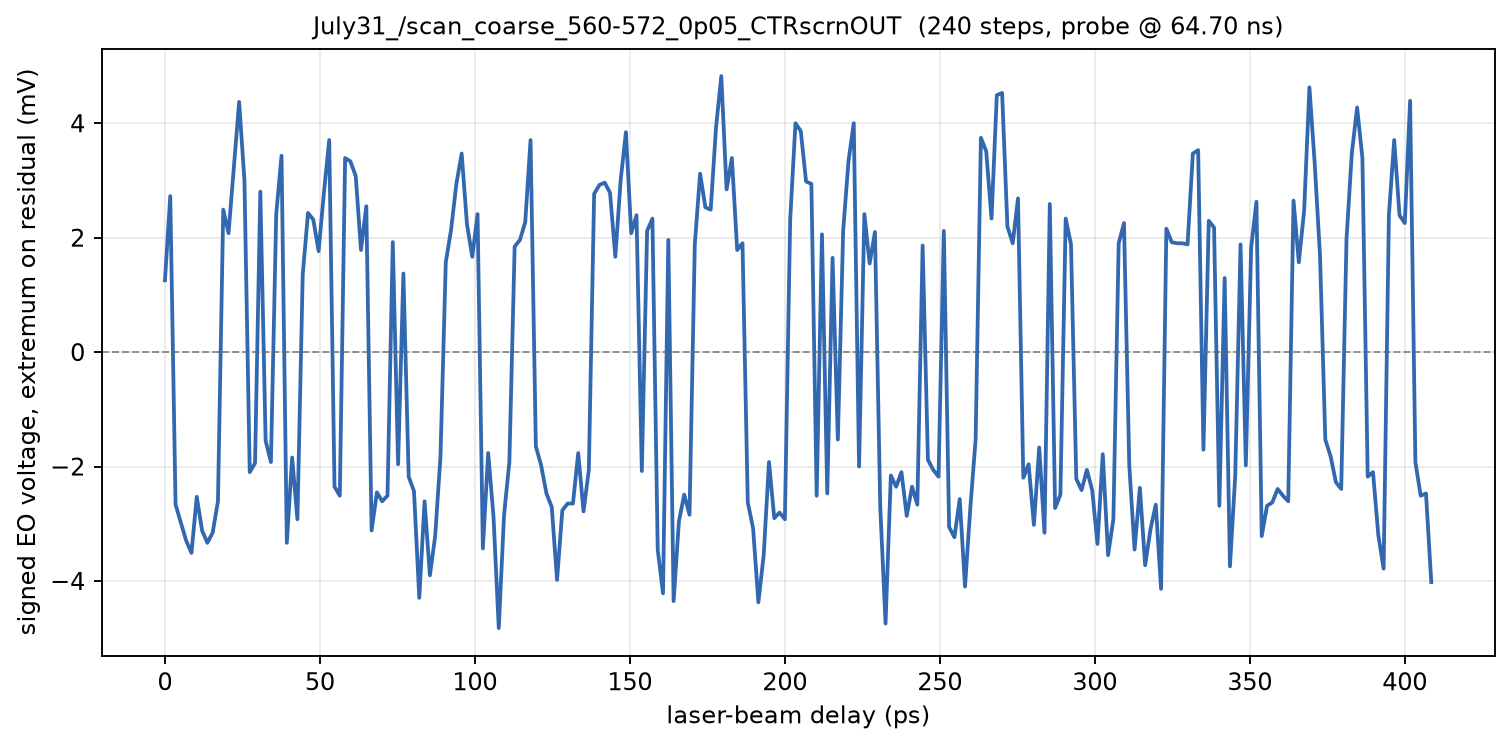 July31_/scan_coarse_560-572_0p05_CTRscrnOUT  (240 steps, probe @ 64.70 ns)
signed EO voltage, extremum on residual (mV)
4
2
0
−2
−4
0 50 100 150 200 250 300 350 400
laser-beam delay (ps)